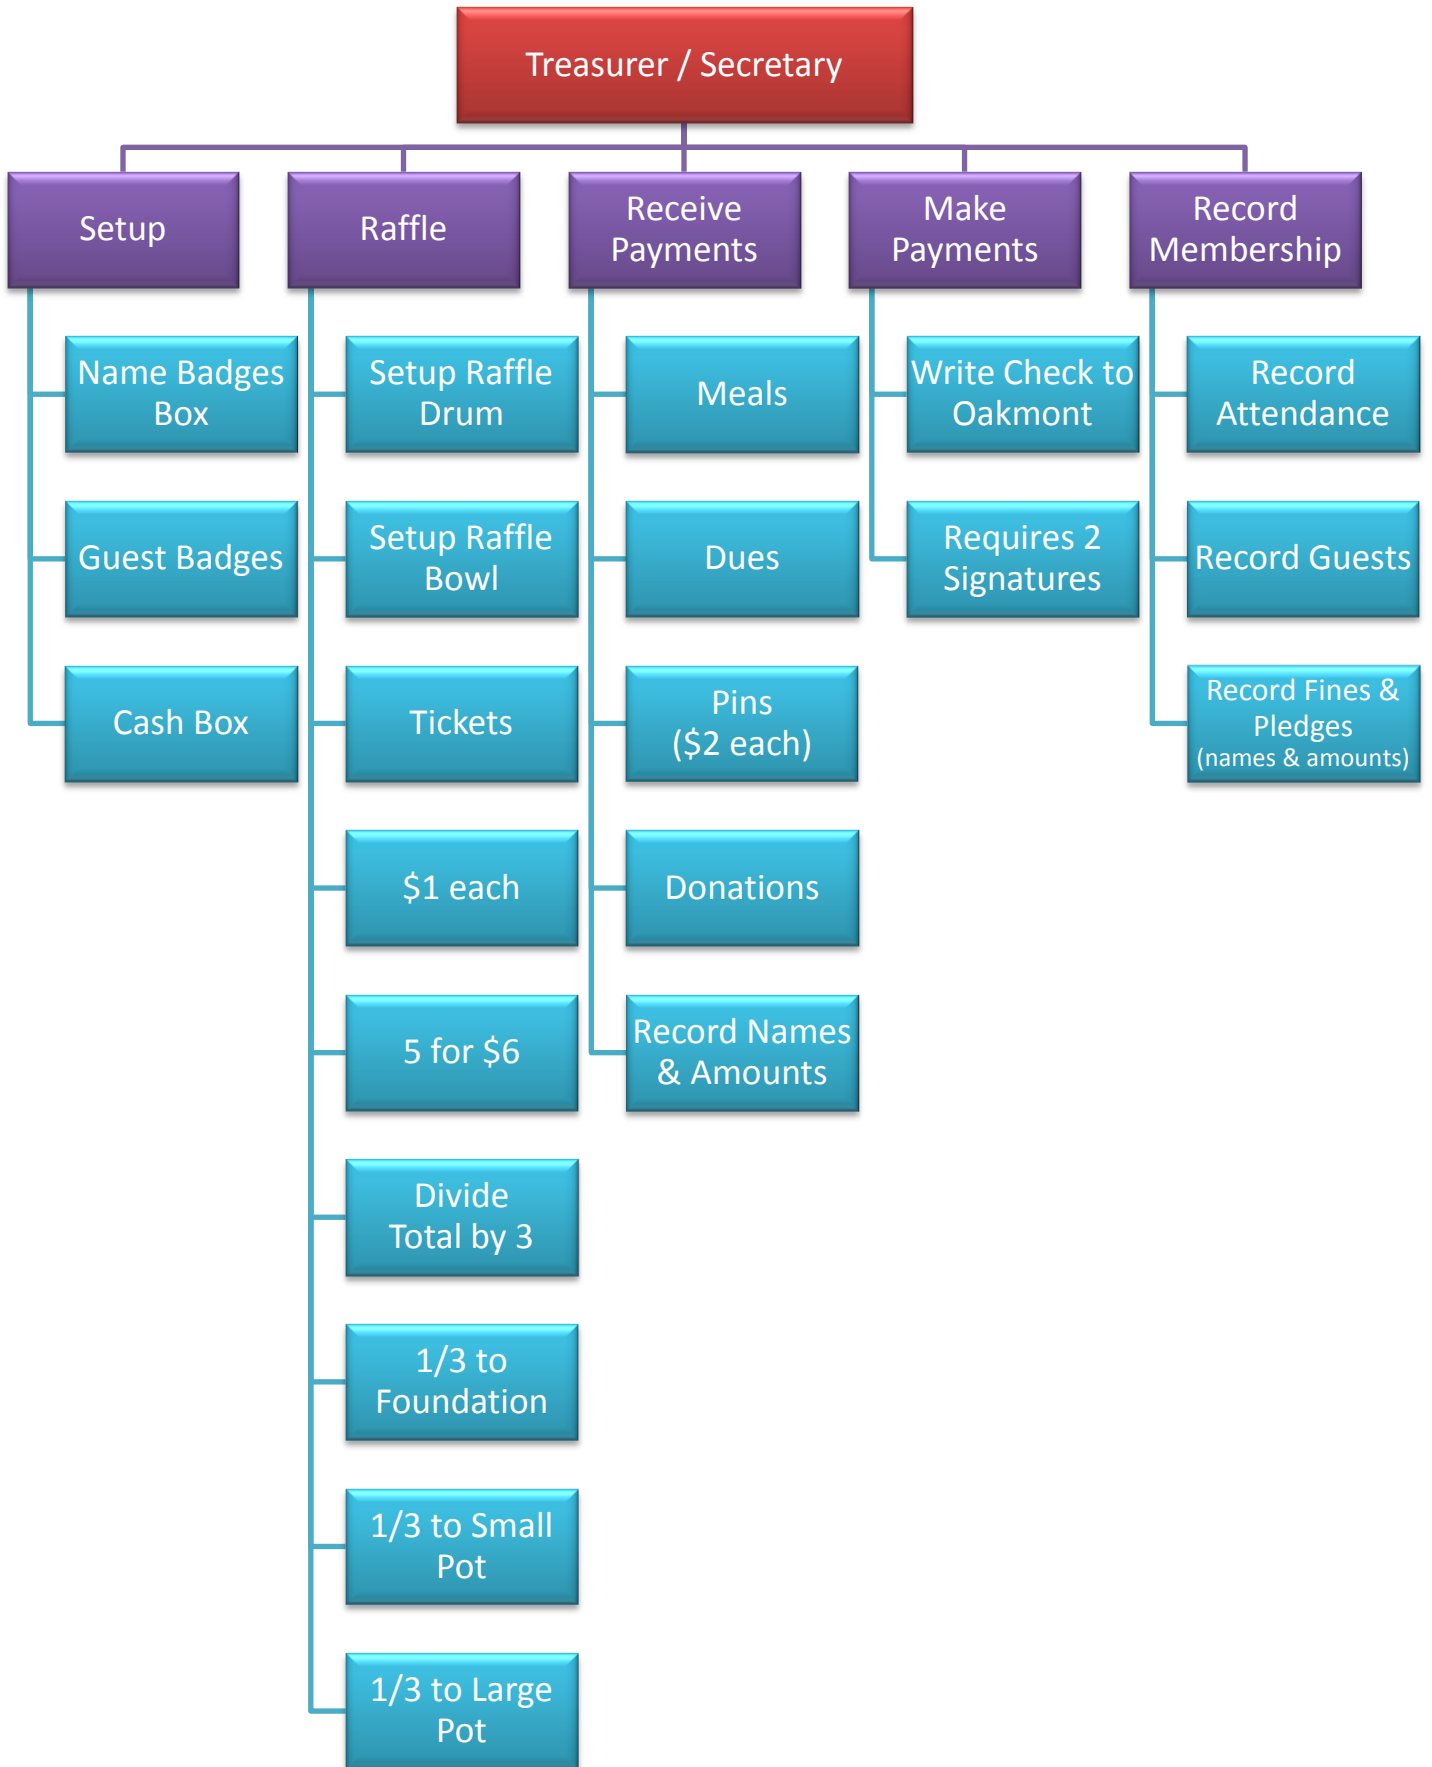 Treasurer / Secretary
Setup
Name Badges
Box
Guest Badges
Cash Box
Raffle
Setup Raffle
Drum
Setup Raffle
Bowl
Tickets
$1 each
5 for $6
Divide
Total by 3
1/3 to
Foundation
1/3 to Small
Pot
1/3 to Large
Pot
Receive
Payments
Meals
Dues
Pins
($2 each)
Donations
Record Names
& Amounts
Make
Payments
Write Check to
Oakmont
Requires 2
Signatures
Record
Membership
Record
Attendance
Record Guests
Record Fines &
Pledges
(names & amounts)